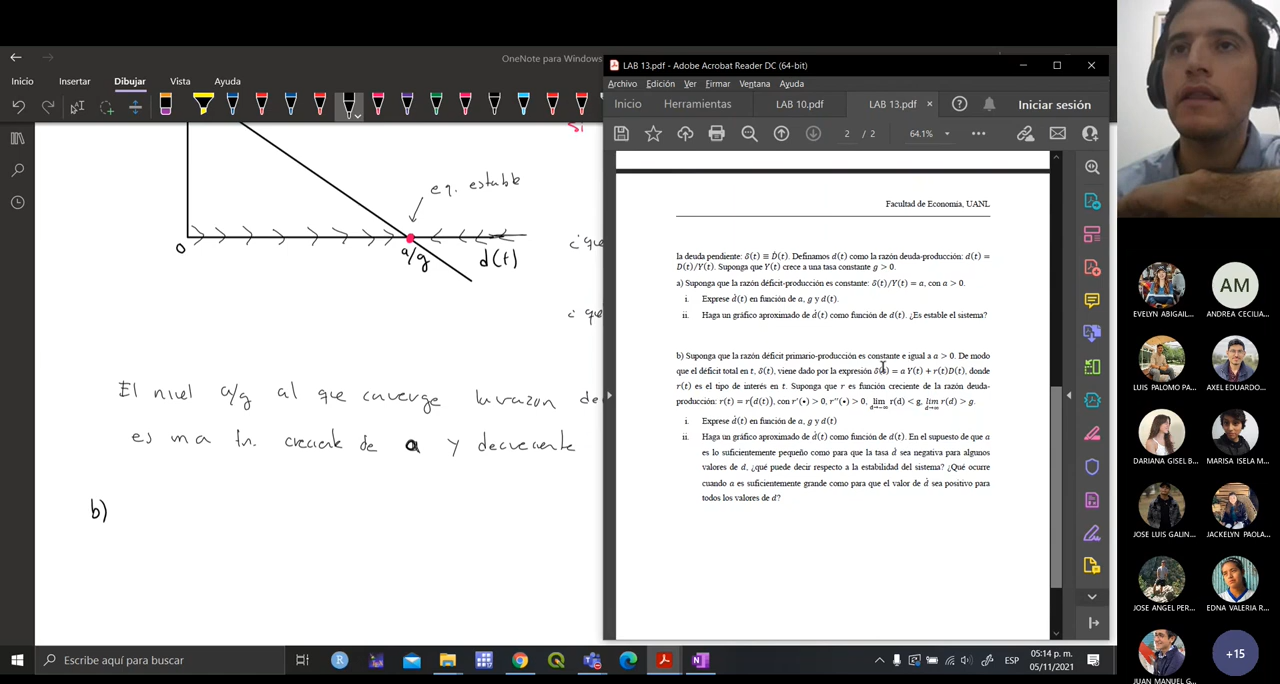 OneNote para Windows
Inicio Insertar Dibujar Vista Ayuda
Si
eq. estable
0
a/g
d(t)
¿que
¿que
El nivel a/g al que converge la razon de
es una fn. creciente de a y decreciente
b)
LAB 13.pdf - Adobe Acrobat Reader DC (64-bit)
Archivo Edición Ver Firmar Ventana Ayuda
Inicio Herramientas LAB 10.pdf LAB 13.pdf × Iniciar sesión
2 / 2 64.1%
Facultad de Economía, UANL
la deuda pendiente: δ(t) ≡ Ḋ(t). Definamos d(t) como la razón deuda-producción: d(t) =
D(t)/Y(t). Suponga que Y(t) crece a una tasa constante g > 0.
a) Suponga que la razón déficit-producción es constante: δ(t)/Y(t) = a, con a > 0.
i. Exprese ḋ(t) en función de a, g y d(t).
ii. Haga un gráfico aproximado de ḋ(t) como función de d(t). ¿Es estable el sistema?
b) Suponga que la razón déficit primario-producción es constante e igual a a > 0. De modo
que el déficit total en t, δ(t), viene dado por la expresión δ(t) = a Y(t) + r(t)D(t), donde
r(t) es el tipo de interés en t. Suponga que r es función creciente de la razón deuda-
producción: r(t) = r(d(t)), con r'(•) > 0, r''(•) > 0, lim d→−∞ r(d) < g, lim d→∞ r(d) > g.
i. Exprese ḋ(t) en función de a, g y d(t)
ii. Haga un gráfico aproximado de ḋ(t) como función de d(t). En el supuesto de que a
es lo suficientemente pequeño como para que la tasa ḋ sea negativa para algunos
valores de d, ¿qué puede decir respecto a la estabilidad del sistema? ¿Qué ocurre
cuando a es suficientemente grande como para que el valor de ḋ sea positivo para
todos los valores de d?
EVELYN ABIGAIL...
AM
ANDREA CECILIA...
LUIS PALOMO PA...
AXEL EDUARDO...
DARIANA GISEL B...
MARISA ISELA M...
JOSE LUIS GALIN...
JACKELYN PAOLA...
JOSE ANGEL PER...
EDNA VALERIA R...
JUAN MANUEL G...
+15
Escribe aquí para buscar
ESP
05:14 p. m.
05/11/2021